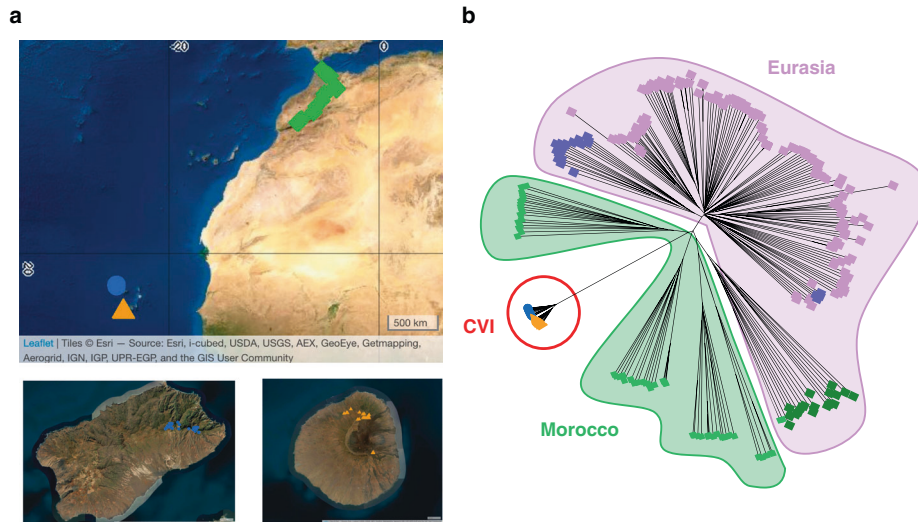 a
-20
0
20
500 km
Leaflet | Tiles © Esri — Source: Esri, i-cubed, USDA, USGS, AEX, GeoEye, Getmapping,
Aerogrid, IGN, IGP, UPR-EGP, and the GIS User Community
b
Eurasia
CVI
Morocco